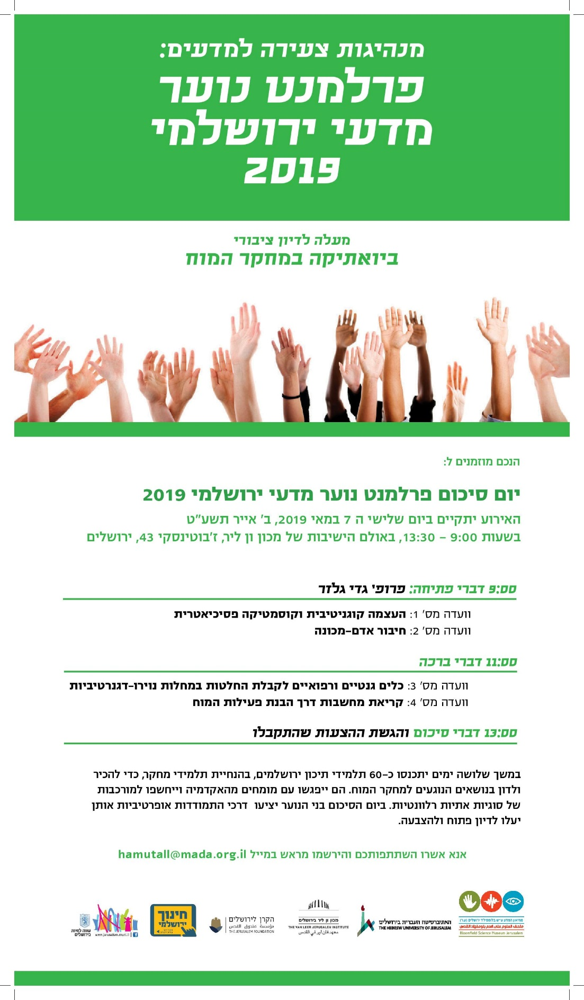 מנהיגות צעירה למדעים:
פרלמנט נוער
מדעי ירושלמי
2019
מעלה לדיון ציבורי
ביואתיקה במחקר המוח
הנכם מוזמנים ל:
יום סיכום פרלמנט נוער מדעי ירושלמי 2019
האירוע יתקיים ביום שלישי ה 7 במאי 2019, ב' אייר תשע"ט
בשעות 9:00 – 13:30, באולם הישיבות של מכון ון ליר, ז'בוטינסקי 43, ירושלים
9:00 דברי פתיחה: פרופ' גדי גלזר
וועדה מס' 1: העצמה קוגניטיבית וקוסמטיקה פסיכיאטרית
וועדה מס' 2: חיבור אדם-מכונה
11:00 דברי ברכה
וועדה מס' 3: כלים גנטיים ורפואיים לקבלת החלטות במחלות נוירו-דגנרטיביות
וועדה מס' 4: קריאת מחשבות דרך הבנת פעילות המוח
13:00 דברי סיכום והגשת ההצעות שהתקבלו
במשך שלושה ימים יתכנסו כ-60 תלמידי תיכון ירושלמים, בהנחיית תלמידי מחקר, כדי להכיר
ולדון בנושאים הנוגעים למחקר המוח. הם ייפגשו עם מומחים מהאקדמיה וייחשפו למורכבות
של סוגיות אתיות רלוונטיות. ביום הסיכום בני הנוער יציעו דרכי התמודדות אופרטיביות אותן
יעלו לדיון פתוח ולהצבעה.
אנא אשרו השתתפותכם והירשמו מראש במייל hamutall@mada.org.il
מוזיאון המדע ע"ש בלומפילד ירושלים (ער)
متحف العلوم على اسم بلومفيلد القدس
Bloomfield Science Museum Jerusalem
האוניברסיטה העברית בירושלים
THE HEBREW UNIVERSITY OF JERUSALEM
מכון ון ליר בירושלים
THE VAN LEER JERUSALEM INSTITUTE
معهد فان لير في القدس
הקרן לירושלים
مؤسسة صندوق القدس
THE JERUSALEM FOUNDATION
חינוך
ירושלמי
שווה לחיות
בירושלים
www.jerusalem.muni.il